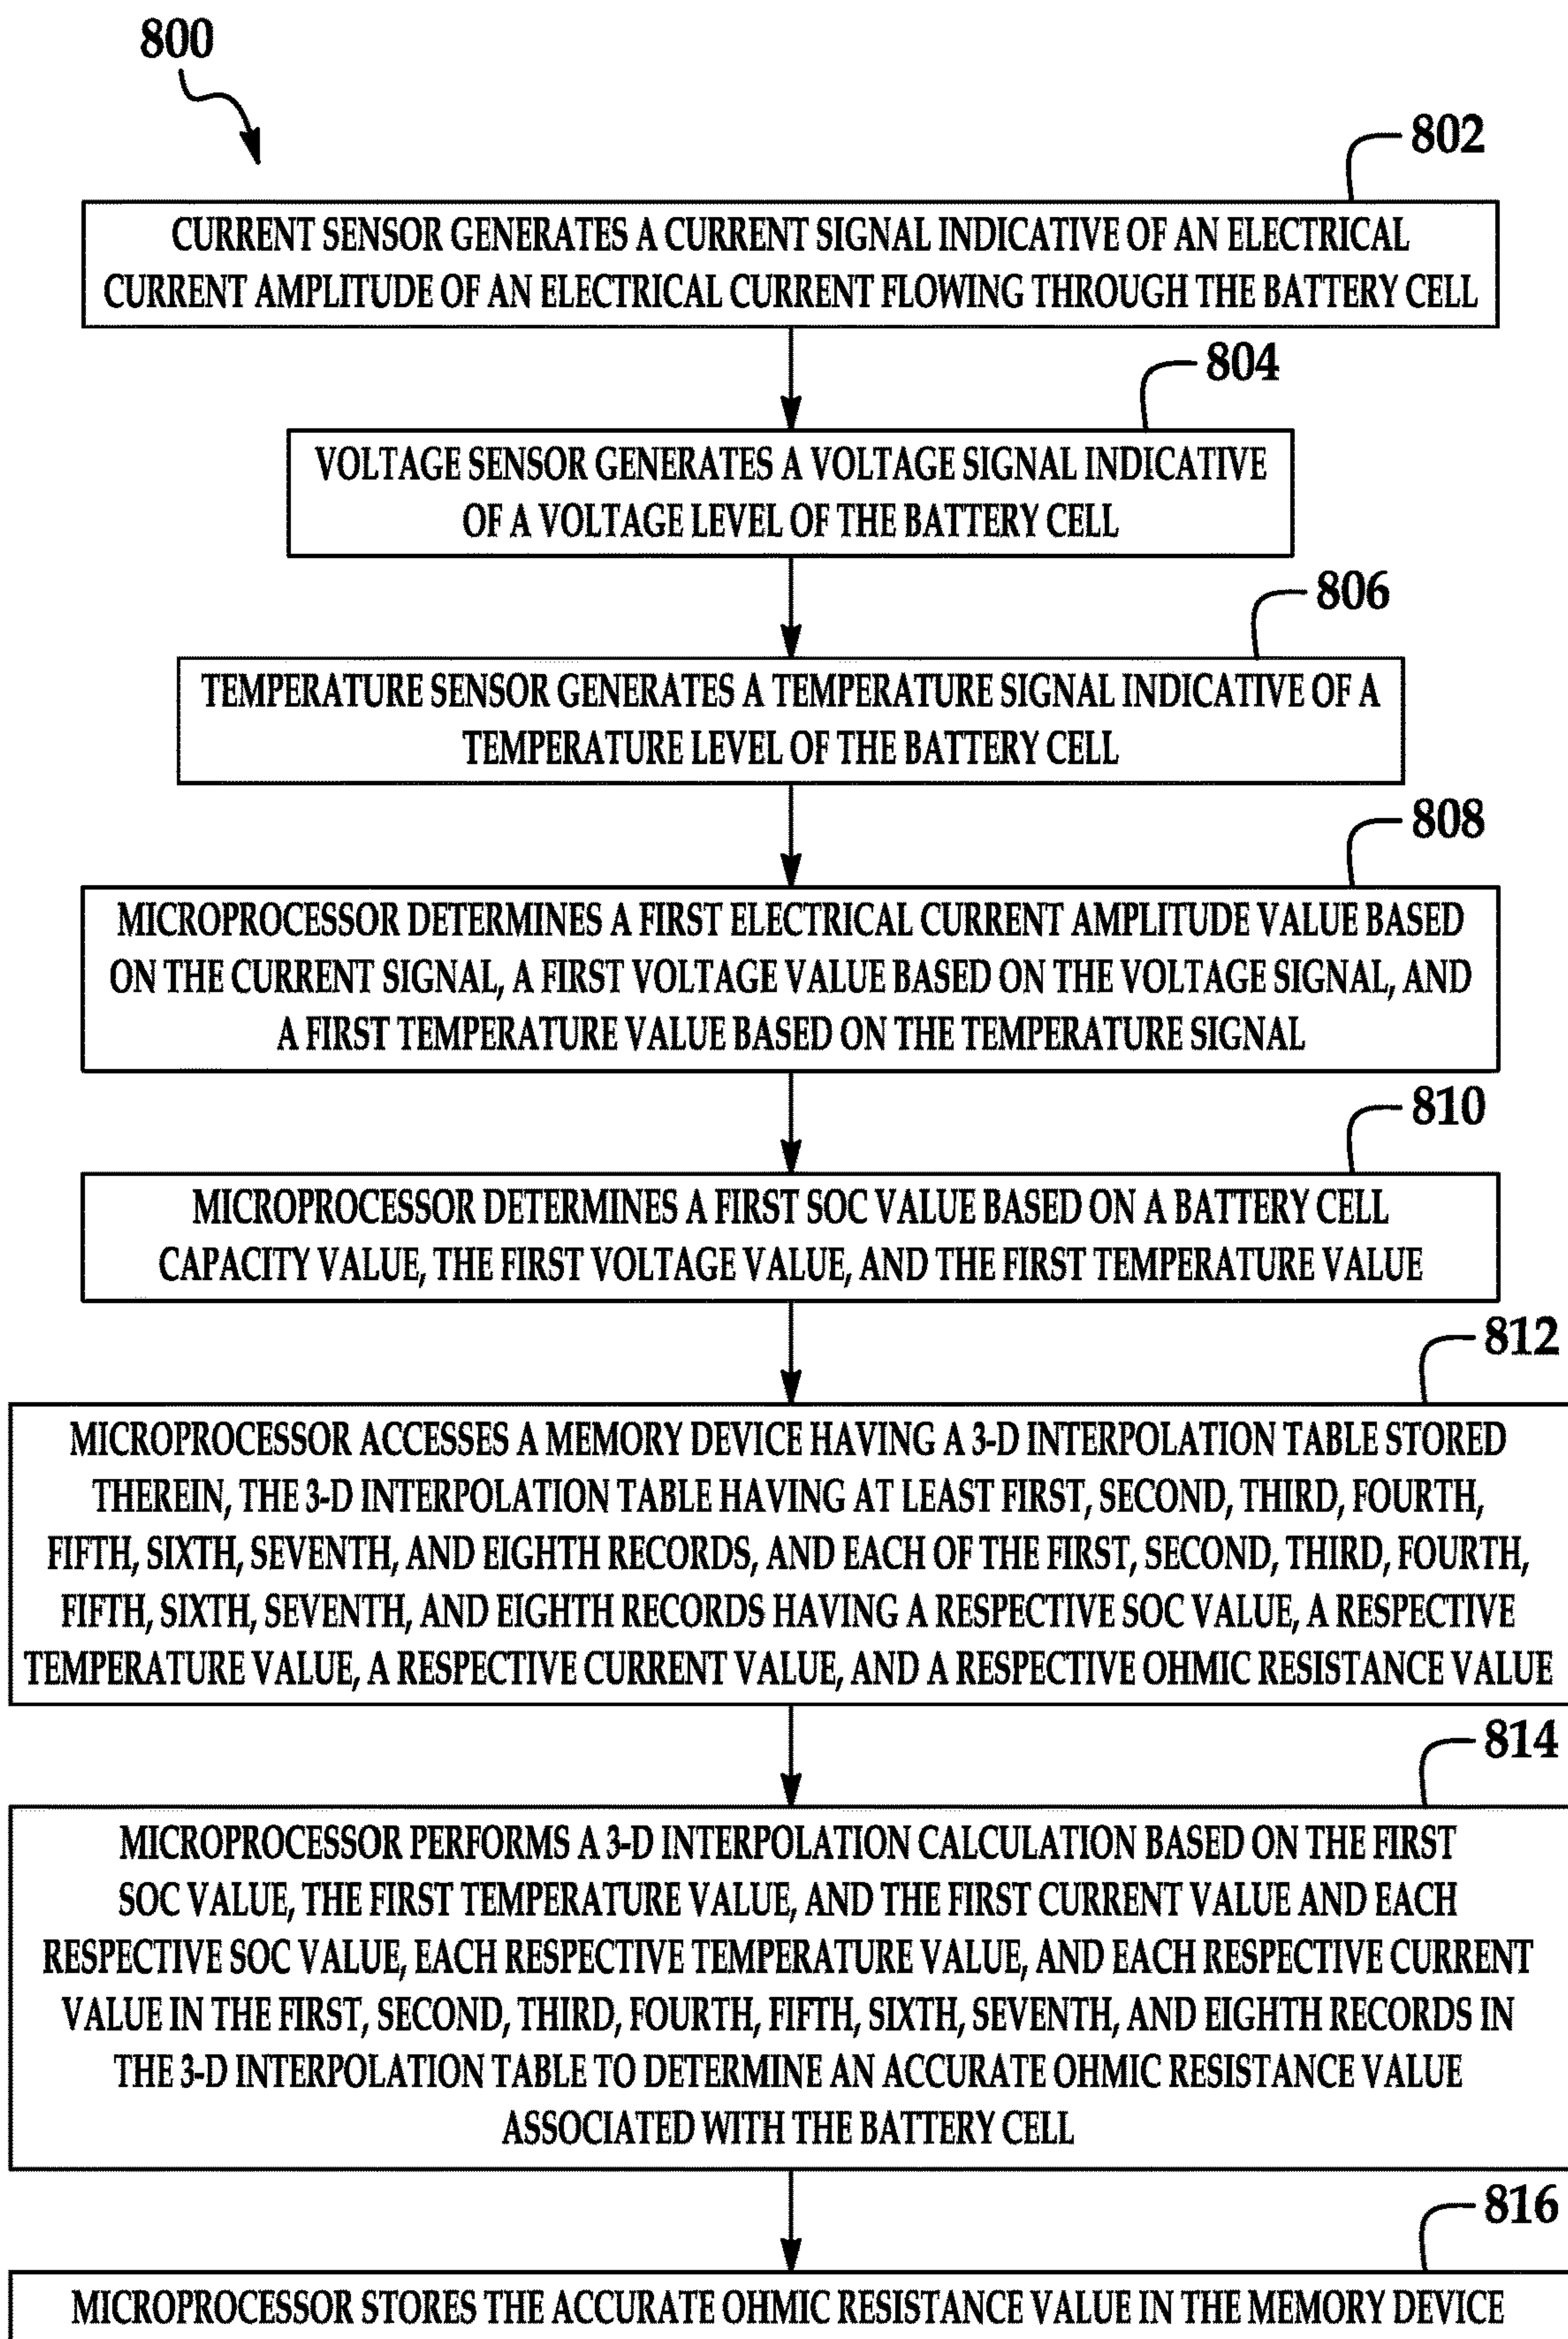 800
802
CURRENT SENSOR GENERATES A CURRENT SIGNAL INDICATIVE OF AN ELECTRICAL
CURRENT AMPLITUDE OF AN ELECTRICAL CURRENT FLOWING THROUGH THE BATTERY CELL
804
VOLTAGE SENSOR GENERATES A VOLTAGE SIGNAL INDICATIVE
OF A VOLTAGE LEVEL OF THE BATTERY CELL
806
TEMPERATURE SENSOR GENERATES A TEMPERATURE SIGNAL INDICATIVE OF A
TEMPERATURE LEVEL OF THE BATTERY CELL
808
MICROPROCESSOR DETERMINES A FIRST ELECTRICAL CURRENT AMPLITUDE VALUE BASED
ON THE CURRENT SIGNAL, A FIRST VOLTAGE VALUE BASED ON THE VOLTAGE SIGNAL, AND
A FIRST TEMPERATURE VALUE BASED ON THE TEMPERATURE SIGNAL
810
MICROPROCESSOR DETERMINES A FIRST SOC VALUE BASED ON A BATTERY CELL
CAPACITY VALUE, THE FIRST VOLTAGE VALUE, AND THE FIRST TEMPERATURE VALUE
812
MICROPROCESSOR ACCESSES A MEMORY DEVICE HAVING A 3-D INTERPOLATION TABLE STORED
THEREIN, THE 3-D INTERPOLATION TABLE HAVING AT LEAST FIRST, SECOND, THIRD, FOURTH,
FIFTH, SIXTH, SEVENTH, AND EIGHTH RECORDS, AND EACH OF THE FIRST, SECOND, THIRD, FOURTH,
FIFTH, SIXTH, SEVENTH, AND EIGHTH RECORDS HAVING A RESPECTIVE SOC VALUE, A RESPECTIVE
TEMPERATURE VALUE, A RESPECTIVE CURRENT VALUE, AND A RESPECTIVE OHMIC RESISTANCE VALUE
814
MICROPROCESSOR PERFORMS A 3-D INTERPOLATION CALCULATION BASED ON THE FIRST
SOC VALUE, THE FIRST TEMPERATURE VALUE, AND THE FIRST CURRENT VALUE AND EACH
RESPECTIVE SOC VALUE, EACH RESPECTIVE TEMPERATURE VALUE, AND EACH RESPECTIVE CURRENT
VALUE IN THE FIRST, SECOND, THIRD, FOURTH, FIFTH, SIXTH, SEVENTH, AND EIGHTH RECORDS IN
THE 3-D INTERPOLATION TABLE TO DETERMINE AN ACCURATE OHMIC RESISTANCE VALUE
ASSOCIATED WITH THE BATTERY CELL
816
MICROPROCESSOR STORES THE ACCURATE OHMIC RESISTANCE VALUE IN THE MEMORY DEVICE